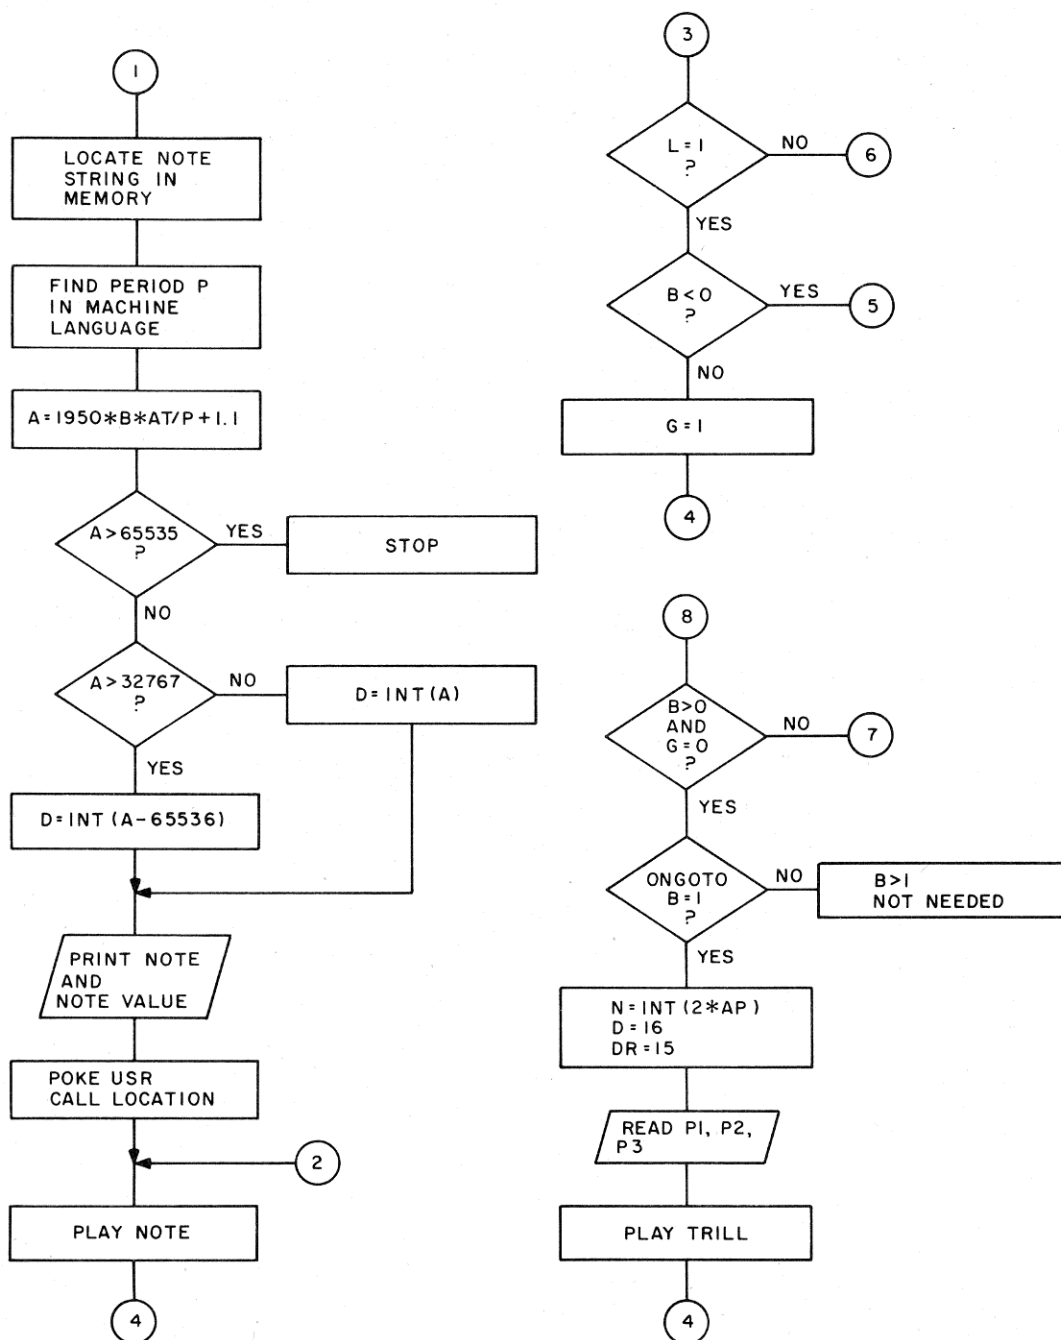 1
LOCATE NOTE
STRING IN
MEMORY
FIND PERIOD P
IN MACHINE
LANGUAGE
A=1950*B*AT/P+1.1
A>65535
?
YES
STOP
NO
A>32767
?
NO
D=INT(A)
YES
D=INT(A-65536)
PRINT NOTE
AND
NOTE VALUE
POKE USR
CALL LOCATION
2
PLAY NOTE
4
3
L=1
?
NO
6
YES
B<0
?
YES
5
NO
G=1
4
8
B>0
AND
G=0
?
NO
7
YES
ONGOTO
B=1
?
NO
B>1
NOT NEEDED
YES
N=INT(2*AP)
D=16
DR=15
READ P1, P2,
P3
PLAY TRILL
4